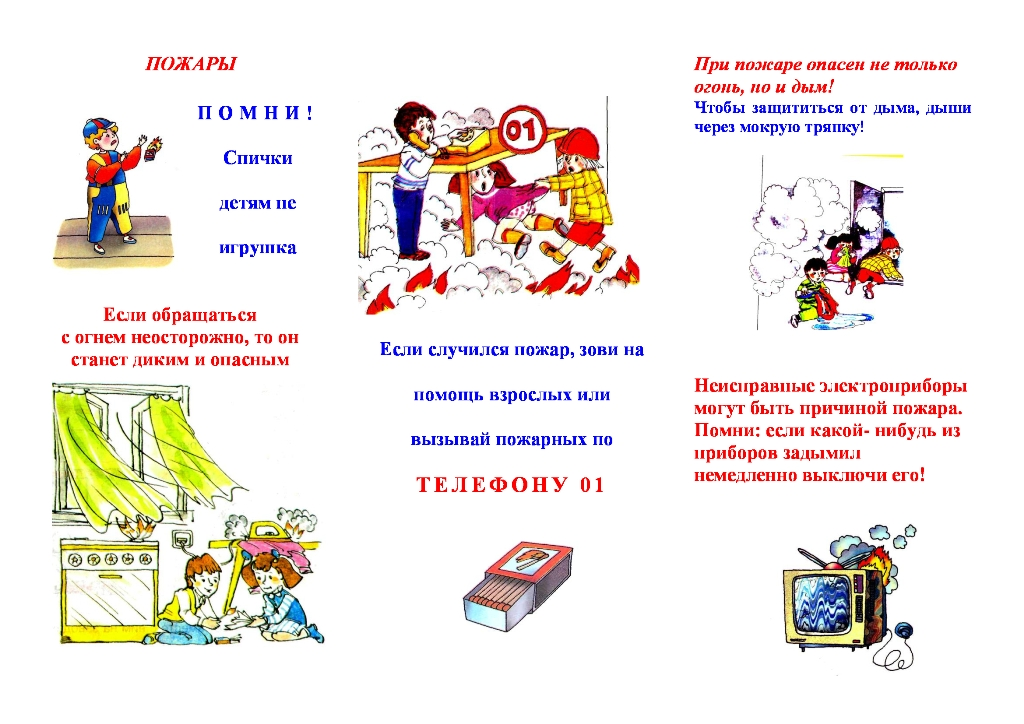 ПОЖАРЫ
ПОМНИ!
Спички
детям не
игрушка
Если обращаться
с огнем неосторожно, то он
станет диким и опасным
01
Если случился пожар, зови на
помощь взрослых или
вызывай пожарных по
ТЕЛЕФОНУ 01
При пожаре опасен не только
огонь, но и дым!
Чтобы защититься от дыма, дыши
через мокрую тряпку!
Неисправные электроприборы
могут быть причиной пожара.
Помни: если какой- нибудь из
приборов задымил
немедленно выключи его!